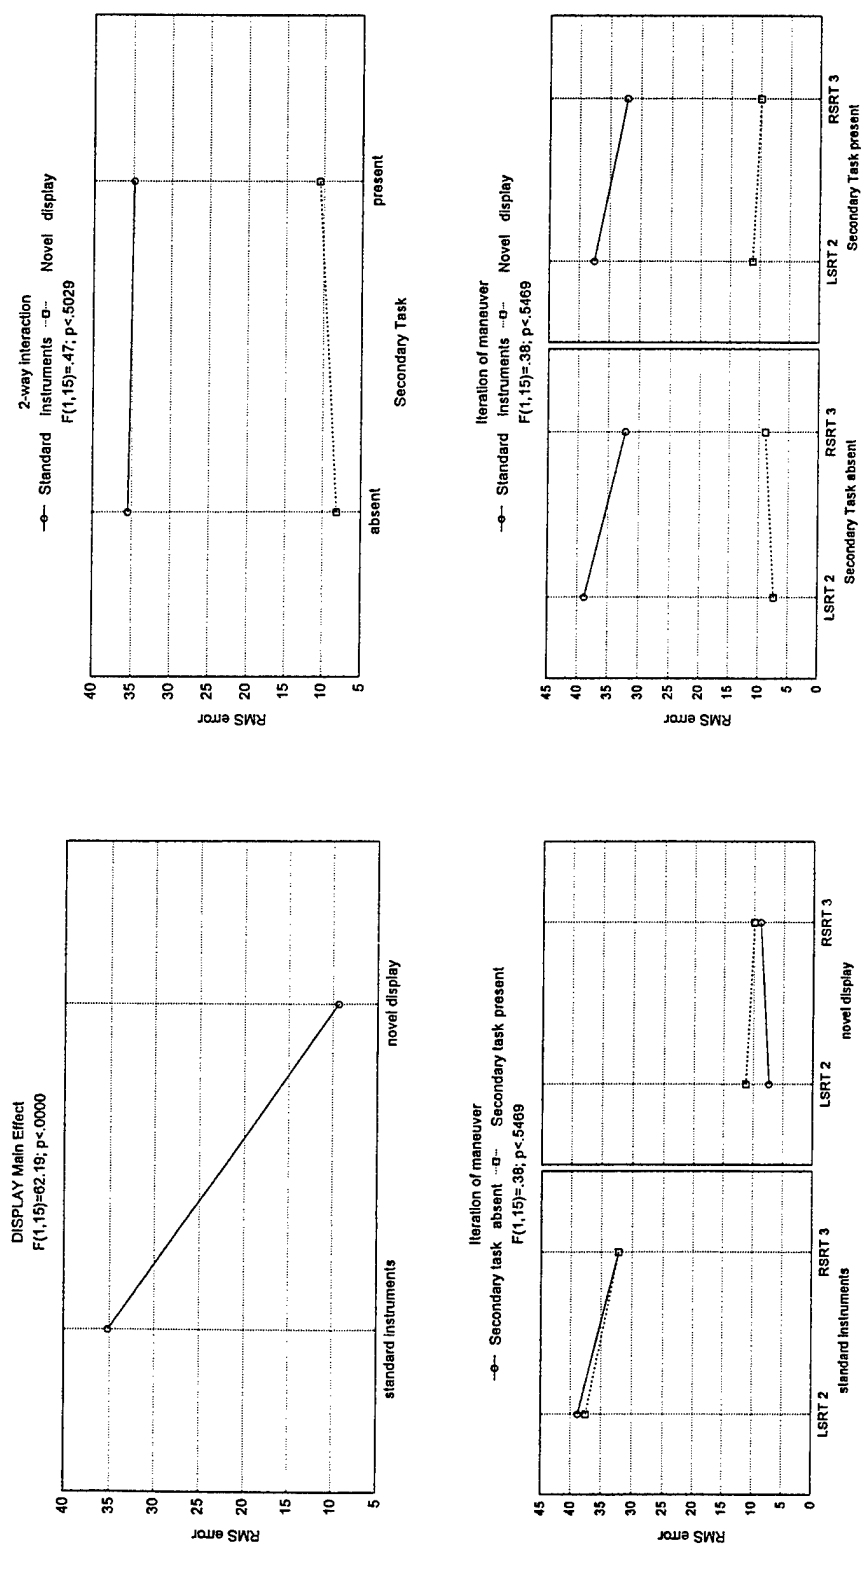 DISPLAY Main Effect
F(1,15)=62.19; p<.0000
RMS error
40
35
30
25
20
15
10
5
standard instruments
novel display
2-way interaction
Standard Instruments
Novel display
F(1,15)=.47; p<.5029
RMS error
40
35
30
25
20
15
10
5
absent
present
Secondary Task
Iteration of maneuver
Secondary task absent
Secondary task present
F(1,15)=.38; p<.5469
RMS error
45
40
35
30
25
20
15
10
5
0
LSRT 2
RSRT 3
standard Instruments
LSRT 2
RSRT 3
novel display
Iteration of maneuver
Standard Instruments
Novel display
F(1,15)=.38; p<.5469
RMS error
45
40
35
30
25
20
15
10
5
0
LSRT 2
RSRT 3
Secondary Task absent
LSRT 2
RSRT 3
Secondary Task present